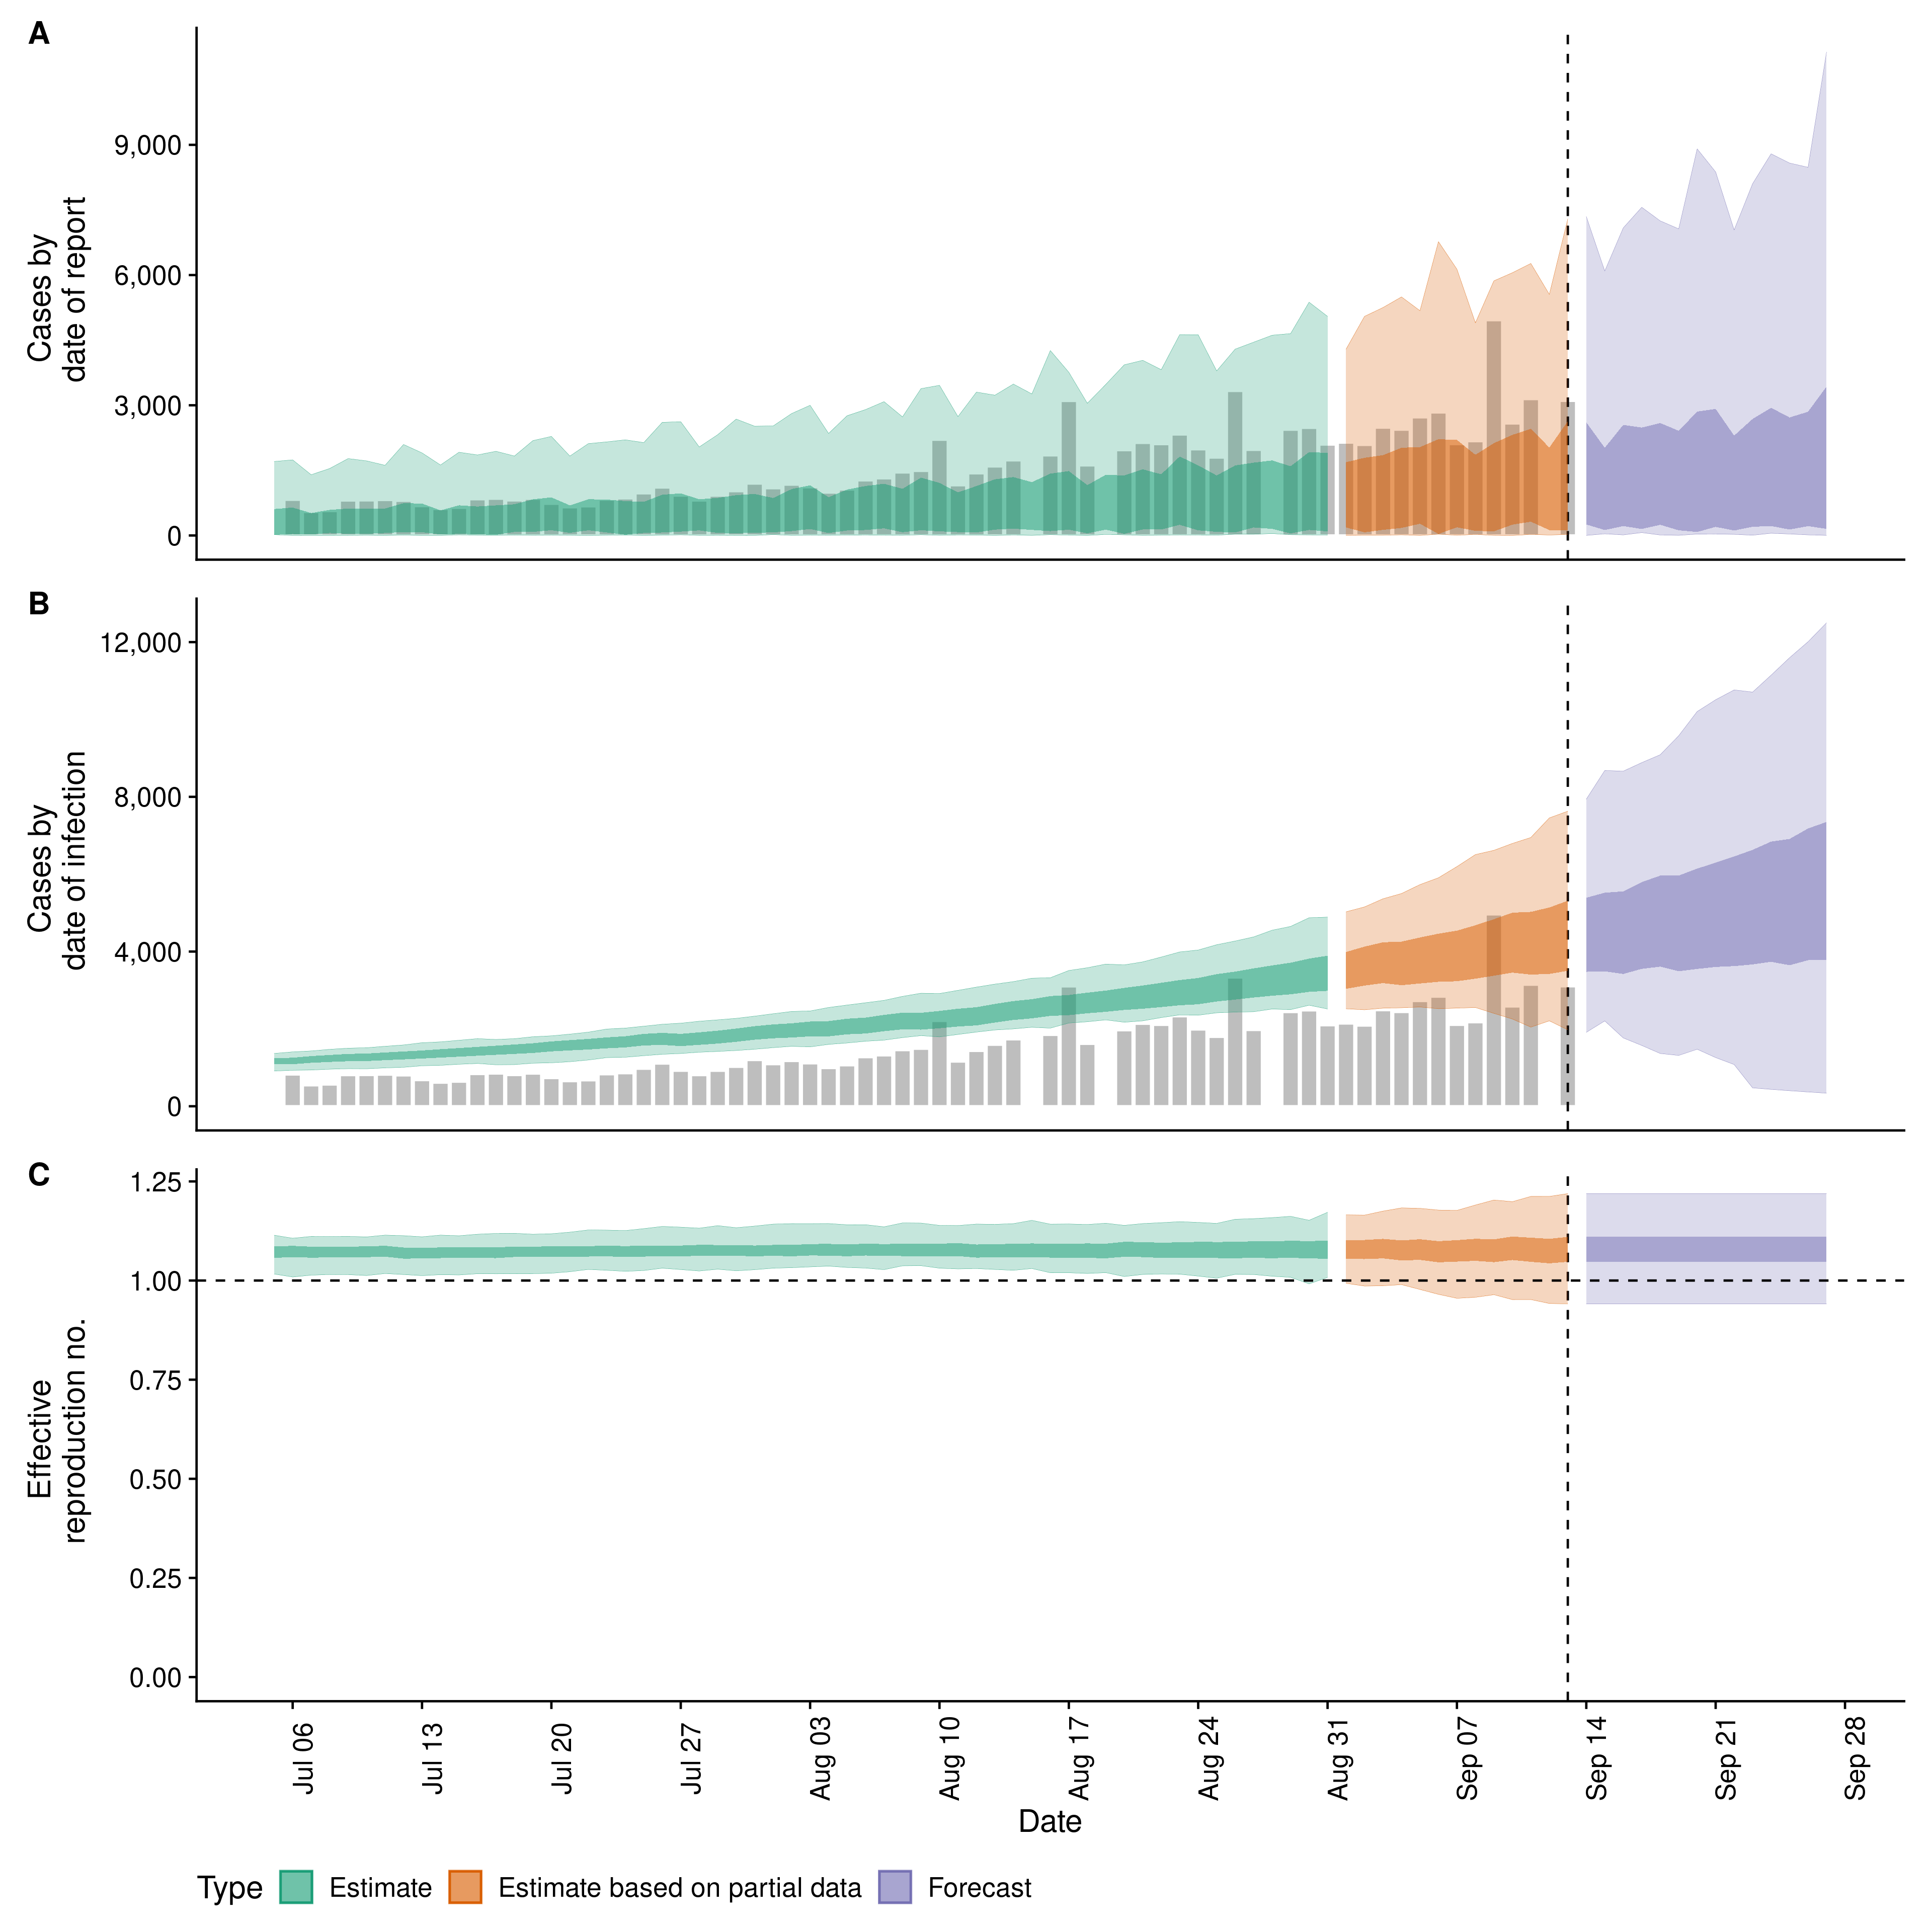 A
Cases by
date of report
9,000
6,000
3,000
0
B
Cases by
date of infection
12,000
8,000
4,000
0
C
Effective
reproduction no.
1.25
1.00
0.75
0.50
0.25
0.00
Jul 06
Jul 13
Jul 20
Jul 27
Aug 03
Aug 10
Aug 17
Aug 24
Aug 31
Sep 07
Sep 14
Sep 21
Sep 28
Date
Type Estimate Estimate based on partial data Forecast